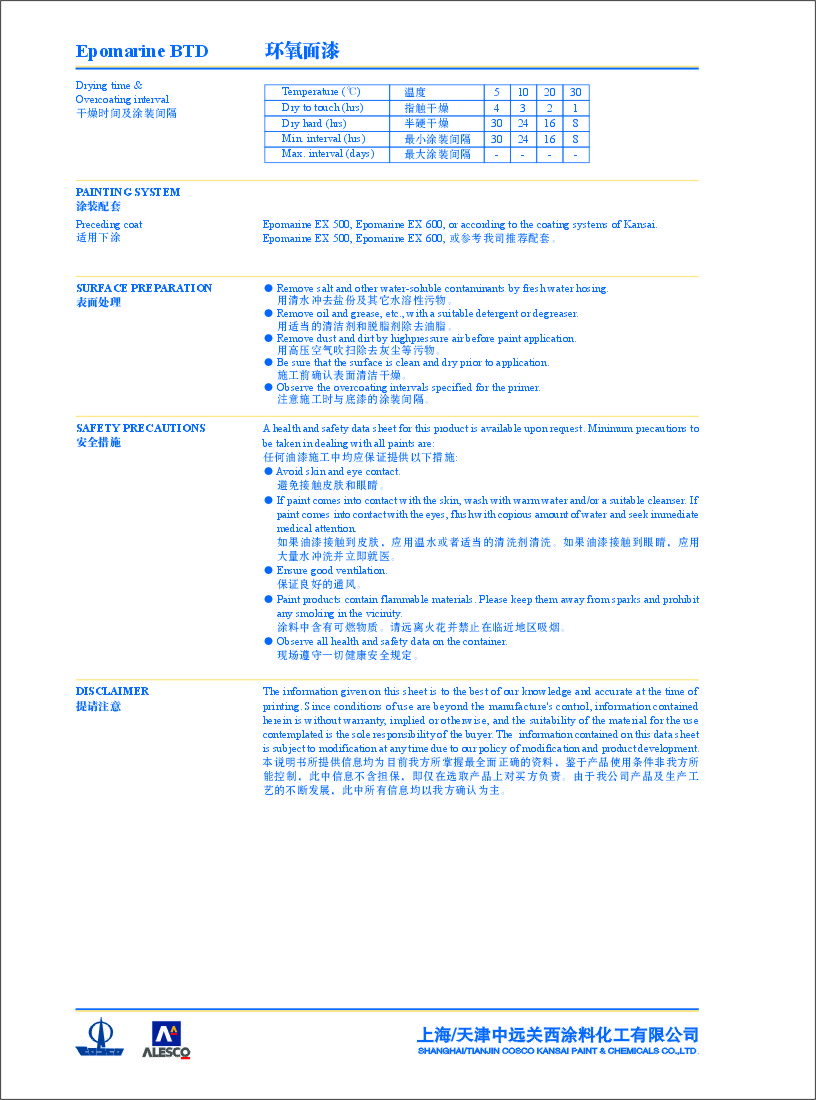 Epomarine BTD 环氧面漆
Drying time &
Overcoating interval
干燥时间及涂装间隔
Temperature (℃) 温度 5 10 20 30
Dry to touch (hrs) 指触干燥 4 3 2 1
Dry hard (hrs) 半硬干燥 30 24 16 8
Min. interval (hrs) 最小涂装间隔 30 24 16 8
Max. interval (days) 最大涂装间隔 - - - -
PAINTING SYSTEM
涂装配套
Preceding coat Epomarine EX 500, Epomarine EX 600, or according to the coating systems of Kansai.
适用下涂 Epomarine EX 500, Epomarine EX 600, 或参考我司推荐配套。
SURFACE PREPARATION
表面处理
● Remove salt and other water-soluble contaminants by fresh water hosing.
用清水冲去盐份及其它水溶性污物。
● Remove oil and grease, etc., with a suitable detergent or degreaser.
用适当的清洁剂和脱脂剂除去油脂。
● Remove dust and dirt by highpressure air before paint application.
用高压空气吹扫除去灰尘等污物。
● Be sure that the surface is clean and dry prior to application.
施工前确认表面清洁干燥。
● Observe the overcoating intervals specified for the primer.
注意施工时与底漆的涂装间隔。
SAFETY PRECAUTIONS
安全措施
A health and safety data sheet for this product is available upon request. Minimum precautions to
be taken in dealing with all paints are:
任何油漆施工中均应保证提供以下措施:
● Avoid skin and eye contact.
避免接触皮肤和眼睛。
● If paint comes into contact with the skin, wash with warm water and/or a suitable cleanser. If
paint comes into contact with the eyes, flush with copious amount of water and seek immediate
medical attention.
如果油漆接触到皮肤，应用温水或者适当的清洗剂清洗。如果油漆接触到眼睛，应用
大量水冲洗并立即就医。
● Ensure good ventilation.
保证良好的通风。
● Paint products contain flammable materials. Please keep them away from sparks and prohibit
any smoking in the vicinity.
涂料中含有可燃物质。请远离火花并禁止在临近地区吸烟。
● Observe all health and safety data on the container.
现场遵守一切健康安全规定。
DISCLAIMER
提请注意
The information given on this sheet is to the best of our knowledge and accurate at the time of
printing. Since conditions of use are beyond the manufacture's control, information contained
herein is without warranty, implied or otherwise, and the suitability of the material for the use
contemplated is the sole responsibility of the buyer. The information contained on this data sheet
is subject to modification at any time due to our policy of modification and product development.
本说明书所提供信息均为目前我方所掌握最全面正确的资料，鉴于产品使用条件非我方所
能控制，此中信息不含担保，即仅在选取产品上对买方负责。由于我公司产品及生产工
艺的不断发展，此中所有信息均以我方确认为主。
COSCO
ALESCO
上海/天津中远关西涂料化工有限公司
SHANGHAI/TIANJIN COSCO KANSAI PAINT & CHEMICALS CO.,LTD.